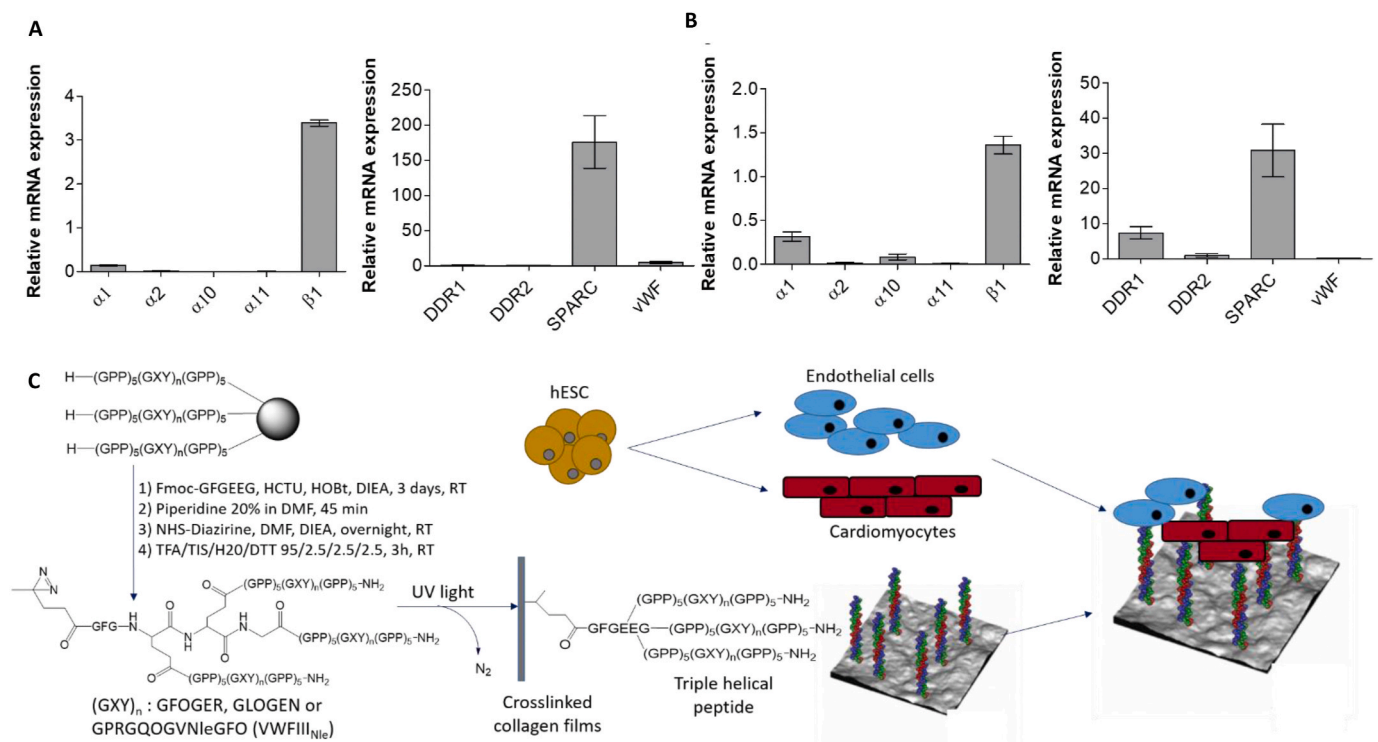 A
B
Relative mRNA expression
4
3
2
1
0
α1
α2
α10
α11
β1
Relative mRNA expression
250
200
150
100
50
0
DDR1
DDR2
SPARC
vWF
Relative mRNA expression
2.0
1.5
1.0
0.5
0.0
α1
α2
α10
α11
β1
Relative mRNA expression
50
40
30
20
10
0
DDR1
DDR2
SPARC
vWF
C
H—(GPP)5(GXY)n(GPP)5
H—(GPP)5(GXY)n(GPP)5
H—(GPP)5(GXY)n(GPP)5
1) Fmoc-GFGEEG, HCTU, HOBt, DIEA, 3 days, RT
2) Piperidine 20% in DMF, 45 min
3) NHS-Diazirine, DMF, DIEA, overnight, RT
4) TFA/TIS/H20/DTT 95/2.5/2.5/2.5, 3h, RT
N=N
O
GFG
H
N
O
N
H
O
H
N
O
O
(GPP)5(GXY)n(GPP)5-NH2
(GPP)5(GXY)n(GPP)5-NH2
O
(GPP)5(GXY)n(GPP)5-NH2
(GXY)n : GFOGER, GLOGEN or
GPRGQOGVNleGFO (VWFIIINle)
UV light
N2
Crosslinked
collagen films
O
GFGEEG
(GPP)5(GXY)n(GPP)5-NH2
(GPP)5(GXY)n(GPP)5-NH2
(GPP)5(GXY)n(GPP)5-NH2
Triple helical
peptide
hESC
Endothelial cells
Cardiomyocytes